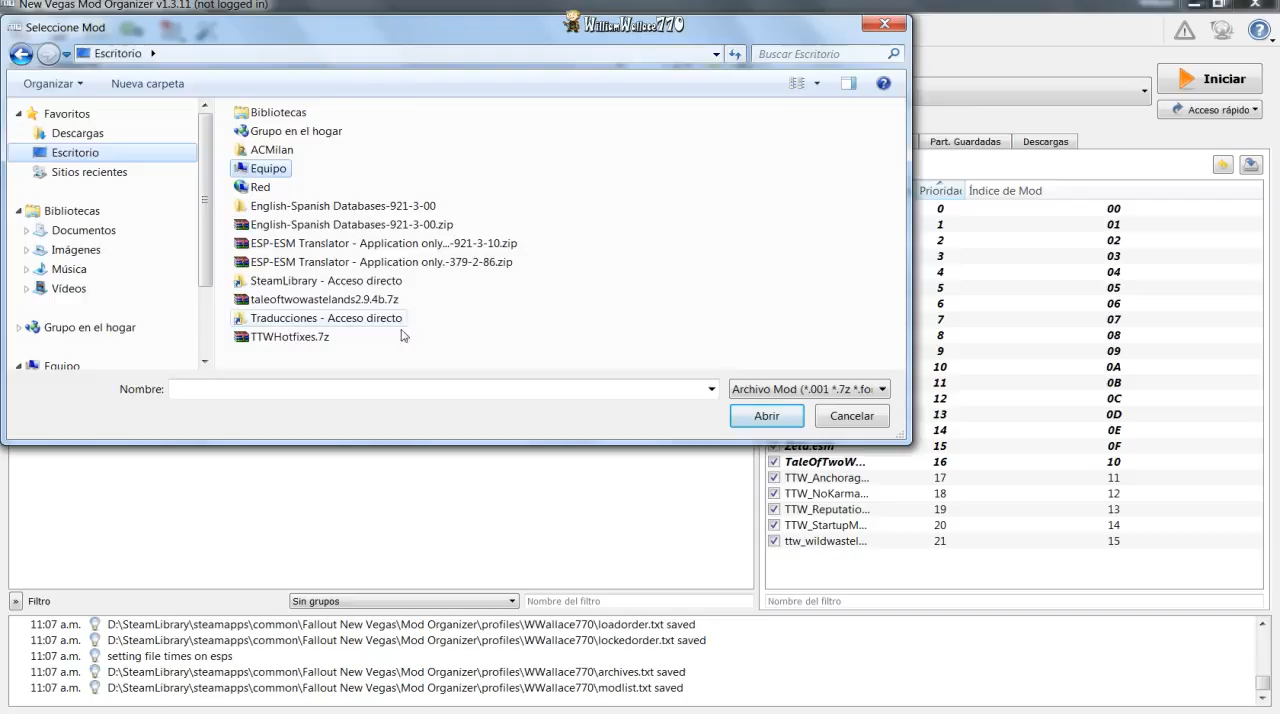 New Vegas Mod Organizer v1.3.11 (not logged in)
Seleccione Mod
WilliamWallace770
Escritorio
Buscar Escritorio
Organizar
Nueva carpeta
Favoritos
Descargas
Escritorio
Sitios recientes
Bibliotecas
Documentos
Imágenes
Música
Vídeos
Grupo en el hogar
Equipo
Bibliotecas
Grupo en el hogar
ACMilan
Equipo
Red
English-Spanish Databases-921-3-00
English-Spanish Databases-921-3-00.zip
ESP-ESM Translator - Application only...-921-3-10.zip
ESP-ESM Translator - Application only.-379-2-86.zip
SteamLibrary - Acceso directo
taleoftwowastelands2.9.4b.7z
Traducciones - Acceso directo
TTWHotfixes.7z
Nombre:
Archivo Mod (*.001 *.7z *.fo
Abrir
Cancelar
Iniciar
Acceso rápido
Part. Guardadas
Descargas
Prioridad Índice de Mod
0 00
1 01
2 02
3 03
4 04
5 05
6 06
7 07
8 08
9 09
10 0A
11 0B
12 0C
13 0D
14 0E
Zeta.esm 15 0F
TaleOfTwoW... 16 10
TTW_Anchorag... 17 11
TTW_NoKarma... 18 12
TTW_Reputatio... 19 13
TTW_StartupM... 20 14
ttw_wildwastel... 21 15
» Filtro
Sin grupos
Nombre del filtro
Nombre del filtro
11:07 a.m. D:\SteamLibrary\steamapps\common\Fallout New Vegas\Mod Organizer\profiles\WWallace770\loadorder.txt saved
11:07 a.m. D:\SteamLibrary\steamapps\common\Fallout New Vegas\Mod Organizer\profiles\WWallace770\lockedorder.txt saved
11:07 a.m. setting file times on esps
11:07 a.m. D:\SteamLibrary\steamapps\common\Fallout New Vegas\Mod Organizer\profiles\WWallace770\archives.txt saved
11:07 a.m. D:\SteamLibrary\steamapps\common\Fallout New Vegas\Mod Organizer\profiles\WWallace770\modlist.txt saved